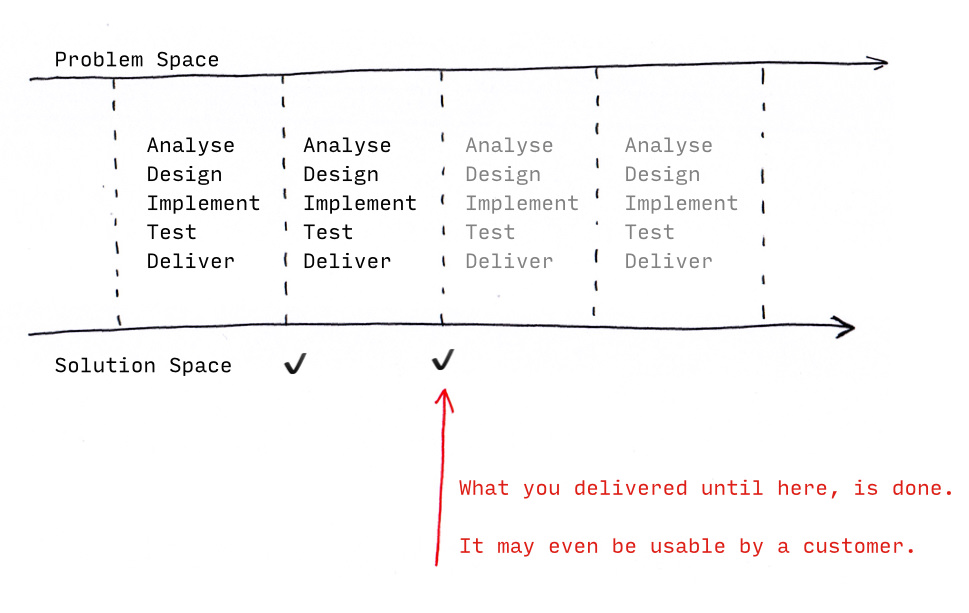 Problem Space
Analyse
Design
Implement
Test
Deliver
Analyse
Design
Implement
Test
Deliver
Analyse
Design
Implement
Test
Deliver
Analyse
Design
Implement
Test
Deliver
Solution Space
What you delivered until here, is done.
It may even be usable by a customer.